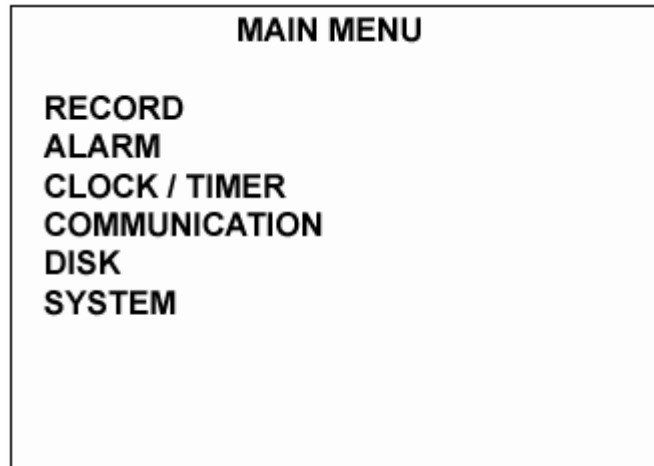 MAIN MENU
RECORD
ALARM
CLOCK / TIMER
COMMUNICATION
DISK
SYSTEM